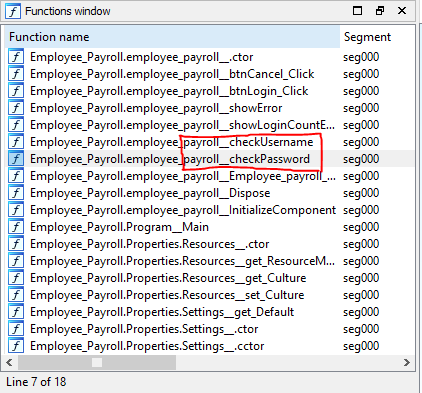 Functions window
Function name Segment
f Employee_Payroll.employee_payroll__.ctor seg000
f Employee_Payroll.employee_payroll__btnCancel_Click seg000
f Employee_Payroll.employee_payroll__btnLogin_Click seg000
f Employee_Payroll.employee_payroll__showError seg000
f Employee_Payroll.employee_payroll__showLoginCountE... seg000
f Employee_Payroll.employee_payroll__checkUsername seg000
f Employee_Payroll.employee_payroll__checkPassword seg000
f Employee_Payroll.employee_payroll__Employee_payroll_... seg000
f Employee_Payroll.employee_payroll__Dispose seg000
f Employee_Payroll.employee_payroll__InitializeComponent seg000
f Employee_Payroll.Program__Main seg000
f Employee_Payroll.Properties.Resources__.ctor seg000
f Employee_Payroll.Properties.Resources__get_ResourceM... seg000
f Employee_Payroll.Properties.Resources__get_Culture seg000
f Employee_Payroll.Properties.Resources__set_Culture seg000
f Employee_Payroll.Properties.Settings__get_Default seg000
f Employee_Payroll.Properties.Settings__.ctor seg000
f Employee_Payroll.Properties.Settings__.cctor seg000
Line 7 of 18